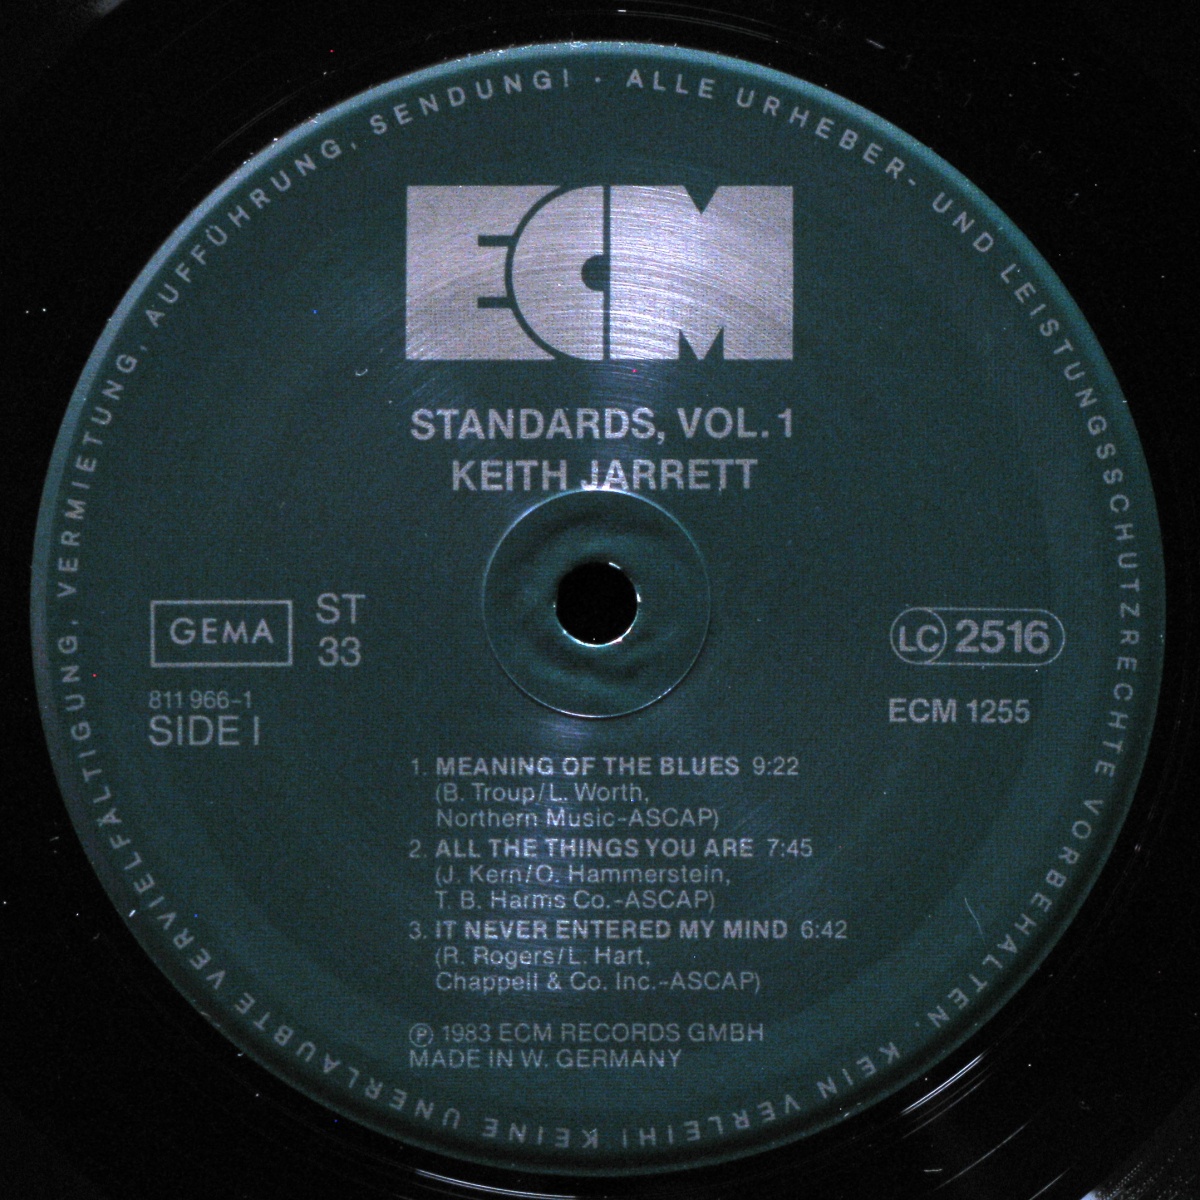 ALLE URHEBER- UND LEISTUNGSSCHUTZRECHTE VORBEHALTEN. KEIN VERLEIH! KEINE UNERLAUBTE VERVIELFÄLTIGUNG, VERMIETUNG, AUFFÜHRUNG, SENDUNG! ·
ECM
STANDARDS, VOL. 1
KEITH JARRETT
GEMA
ST
33
811 966-1
SIDE I
LC 2516
ECM 1255
1. MEANING OF THE BLUES 9:22
(B. Troup/L. Worth,
Northern Music-ASCAP)
2. ALL THE THINGS YOU ARE 7:45
(J. Kern/O. Hammerstein,
T. B. Harms Co.-ASCAP)
3. IT NEVER ENTERED MY MIND 6:42
(R. Rogers/L. Hart,
Chappell & Co. Inc.-ASCAP)
Ⓟ 1983 ECM RECORDS GMBH
MADE IN W. GERMANY